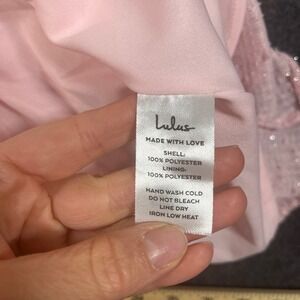 Lulus
MADE WITH LOVE
SHELL:
100% POLYESTER
LINING:
100% POLYESTER
HAND WASH COLD
DO NOT BLEACH
LINE DRY
IRON LOW HEAT